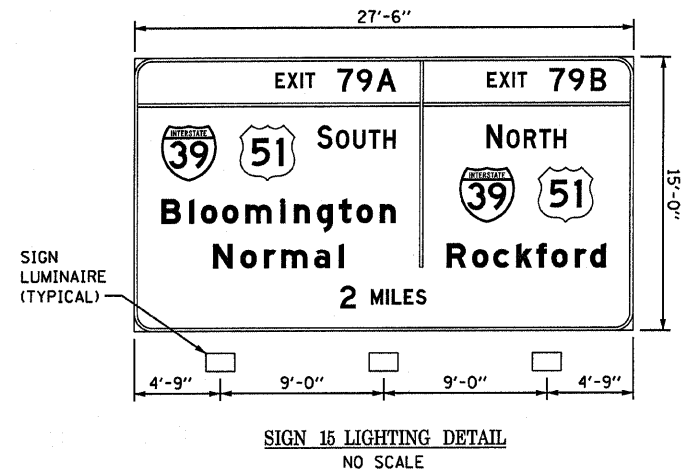 27'-6"
EXIT 79A EXIT 79B
INTERSTATE 39 51 SOUTH NORTH
INTERSTATE 39 51
Bloomington
Normal Rockford
2 MILES
15'-0"
SIGN
LUMINAIRE
(TYPICAL)
4'-9" 9'-0" 9'-0" 4'-9"
SIGN 15 LIGHTING DETAIL
NO SCALE